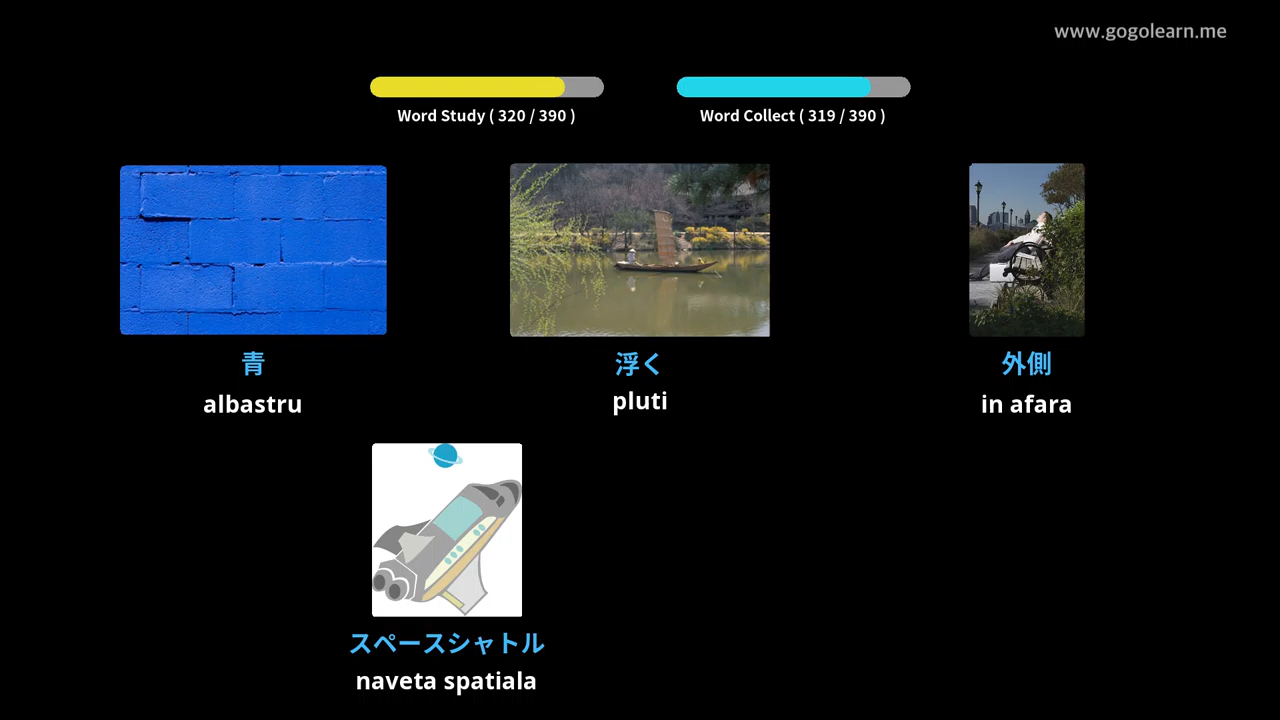 www.gogolearn.me
Word Study ( 320 / 390 )
Word Collect ( 319 / 390 )
青
albastru
浮く
pluti
外側
in afara
スペースシャトル
naveta spatiala